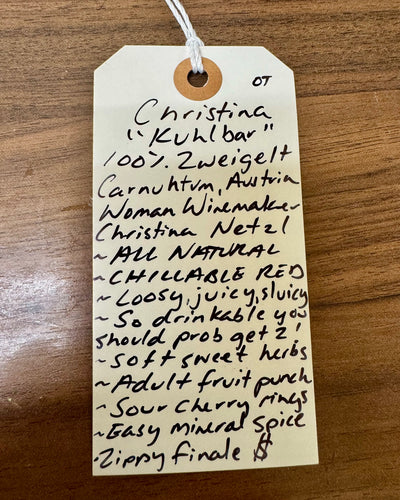 OT
Christina
"Kuhlbar"
100% Zweigelt
Carnuhtum, Austria
Woman Winemaker
Christina Netzl
~ ALL NATURAL
~ CHILLABLE RED
~ Loosy, juicy, sluicy
~ So drinkable you
should prob get 2!
~ Soft sweet herbs
~ Adult fruit punch
~ Sour cherry rings
~ Easy mineral spice
· Zippy finale $